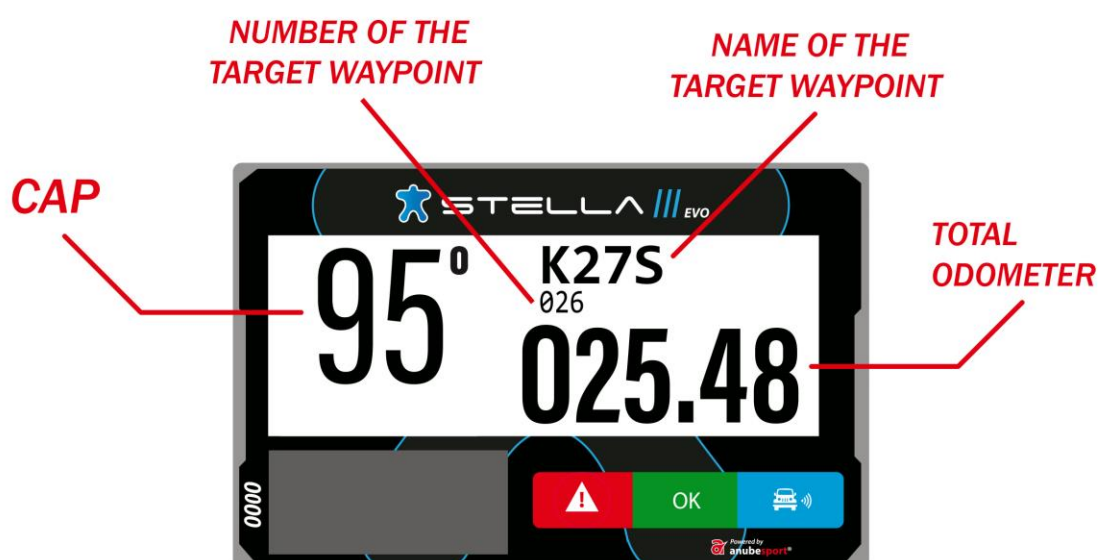 NUMBER OF THE
TARGET WAYPOINT
NAME OF THE
TARGET WAYPOINT
CAP
STELLA III EVO
TOTAL
ODOMETER
95°
K27S
026
025.48
0000
OK
Powered by
anubesport®